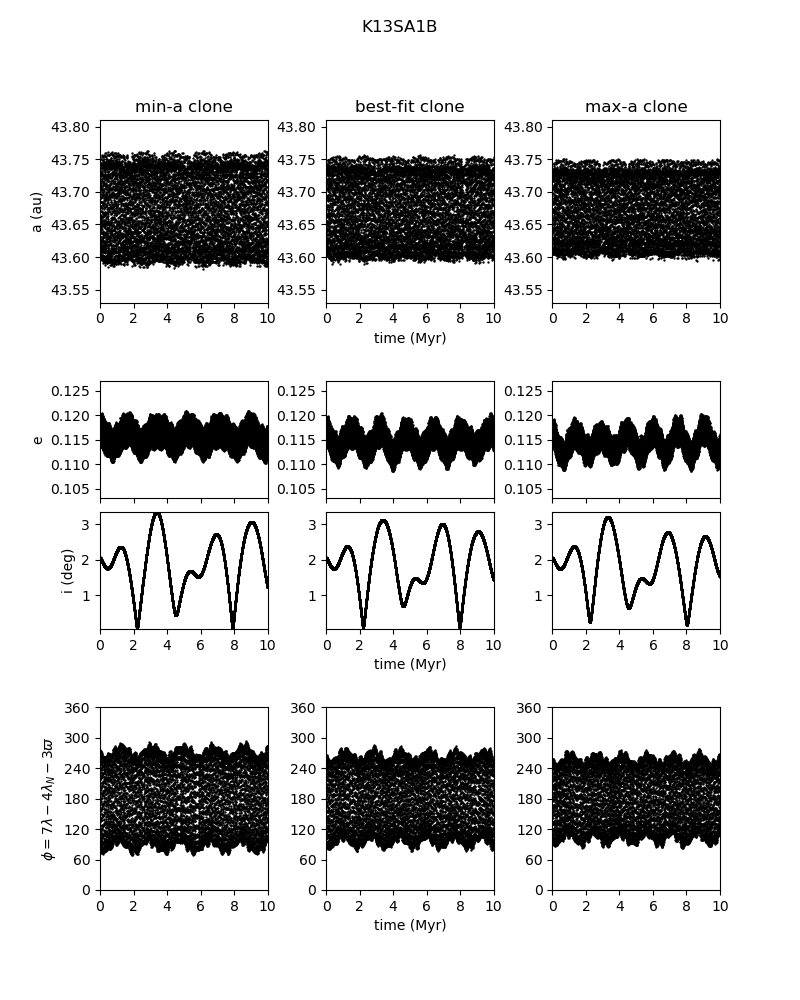 K13SA1B
min-a clone best-fit clone max-a clone
43.80 43.80 43.80
43.75 43.75 43.75
43.70 43.70 43.70
a (au) 43.65 43.65 43.65
43.60 43.60 43.60
43.55 43.55 43.55
0 2 4 6 8 10 0 2 4 6 8 10 0 2 4 6 8 10
time (Myr)
0.125 0.125 0.125
0.120 0.120 0.120
e 0.115 0.115 0.115
0.110 0.110 0.110
0.105 0.105 0.105
3 3 3
i (deg) 2 2 2
1 1 1
0 2 4 6 8 10 0 2 4 6 8 10 0 2 4 6 8 10
time (Myr)
360 360 360
300 300 300
240 240 240
ϕ = 7λ − 4λ_N − 3ϖ 180 180 180
120 120 120
60 60 60
0 0 0
0 2 4 6 8 10 0 2 4 6 8 10 0 2 4 6 8 10
time (Myr)